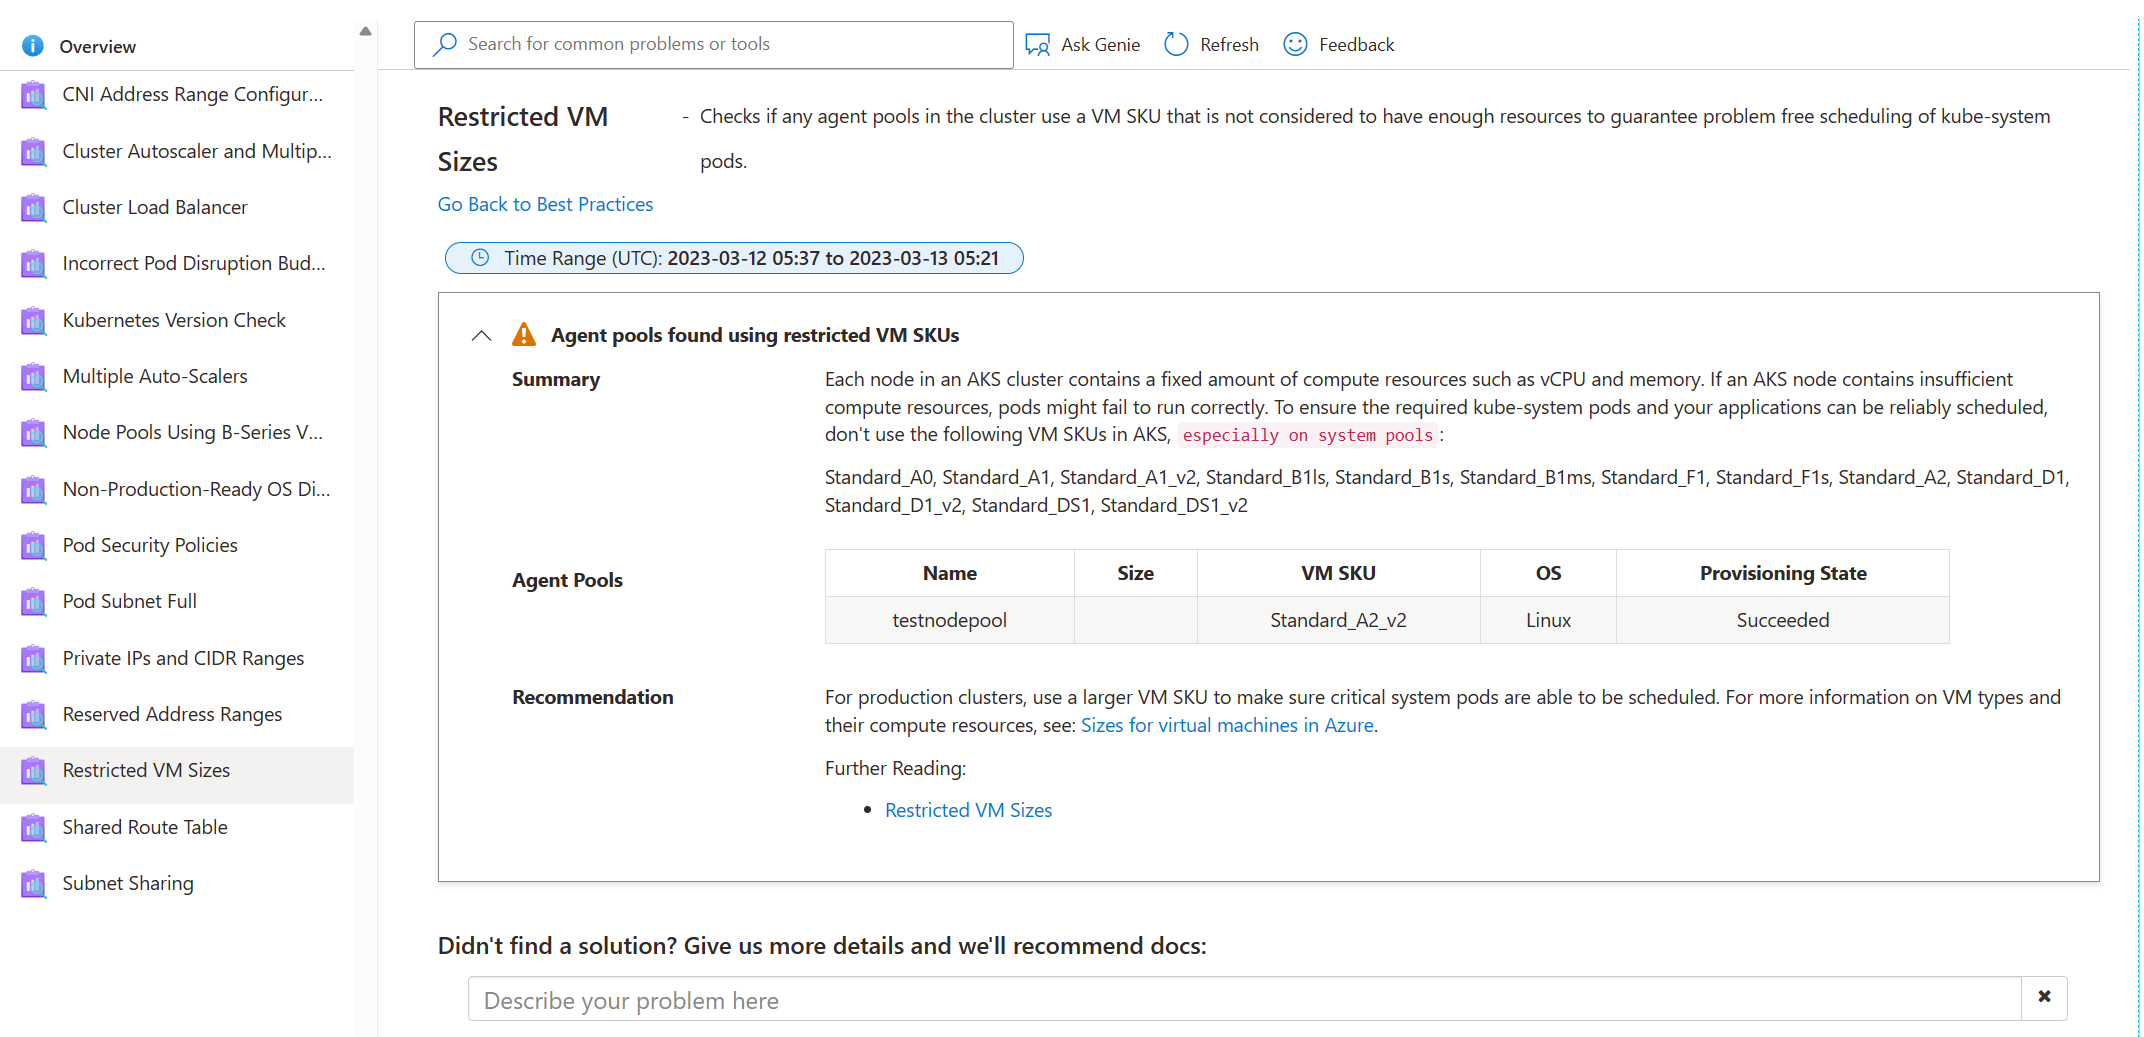 Overview
CNI Address Range Configur...
Cluster Autoscaler and Multip...
Cluster Load Balancer
Incorrect Pod Disruption Bud...
Kubernetes Version Check
Multiple Auto-Scalers
Node Pools Using B-Series V...
Non-Production-Ready OS Di...
Pod Security Policies
Pod Subnet Full
Private IPs and CIDR Ranges
Reserved Address Ranges
Restricted VM Sizes
Shared Route Table
Subnet Sharing
Search for common problems or tools
Ask Genie
Refresh
Feedback
Restricted VM
Sizes
- Checks if any agent pools in the cluster use a VM SKU that is not considered to have enough resources to guarantee problem free scheduling of kube-system
pods.
Go Back to Best Practices
Time Range (UTC): 2023-03-12 05:37 to 2023-03-13 05:21
Agent pools found using restricted VM SKUs
Summary
Each node in an AKS cluster contains a fixed amount of compute resources such as vCPU and memory. If an AKS node contains insufficient
compute resources, pods might fail to run correctly. To ensure the required kube-system pods and your applications can be reliably scheduled,
don't use the following VM SKUs in AKS, especially on system pools:
Standard_A0, Standard_A1, Standard_A1_v2, Standard_B1ls, Standard_B1s, Standard_B1ms, Standard_F1, Standard_F1s, Standard_A2, Standard_D1,
Standard_D1_v2, Standard_DS1, Standard_DS1_v2
Agent Pools
Name Size VM SKU OS Provisioning State
testnodepool Standard_A2_v2 Linux Succeeded
Recommendation
For production clusters, use a larger VM SKU to make sure critical system pods are able to be scheduled. For more information on VM types and
their compute resources, see: Sizes for virtual machines in Azure.
Further Reading:
• Restricted VM Sizes
Didn't find a solution? Give us more details and we'll recommend docs:
Describe your problem here